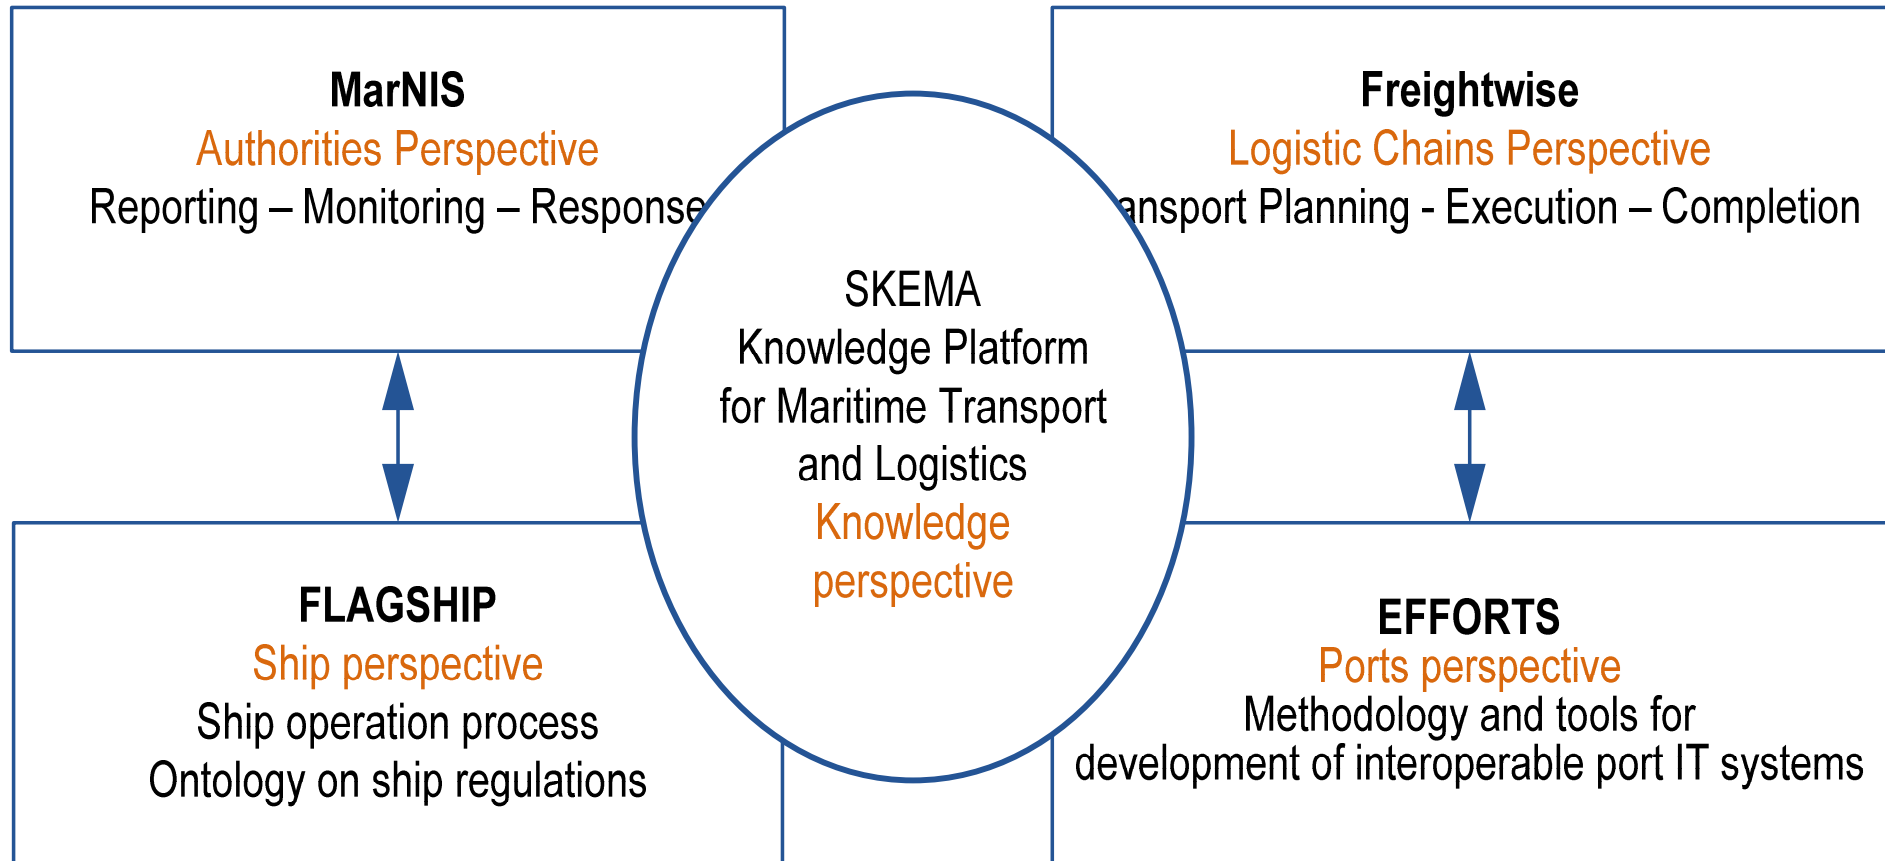 MarNIS
Authorities Perspective
Reporting – Monitoring – Response
Freightwise
Logistic Chains Perspective
ansport Planning - Execution – Completion
SKEMA
Knowledge Platform
for Maritime Transport
and Logistics
Knowledge
perspective
FLAGSHIP
Ship perspective
Ship operation process
Ontology on ship regulations
EFFORTS
Ports perspective
Methodology and tools for
development of interoperable port IT systems